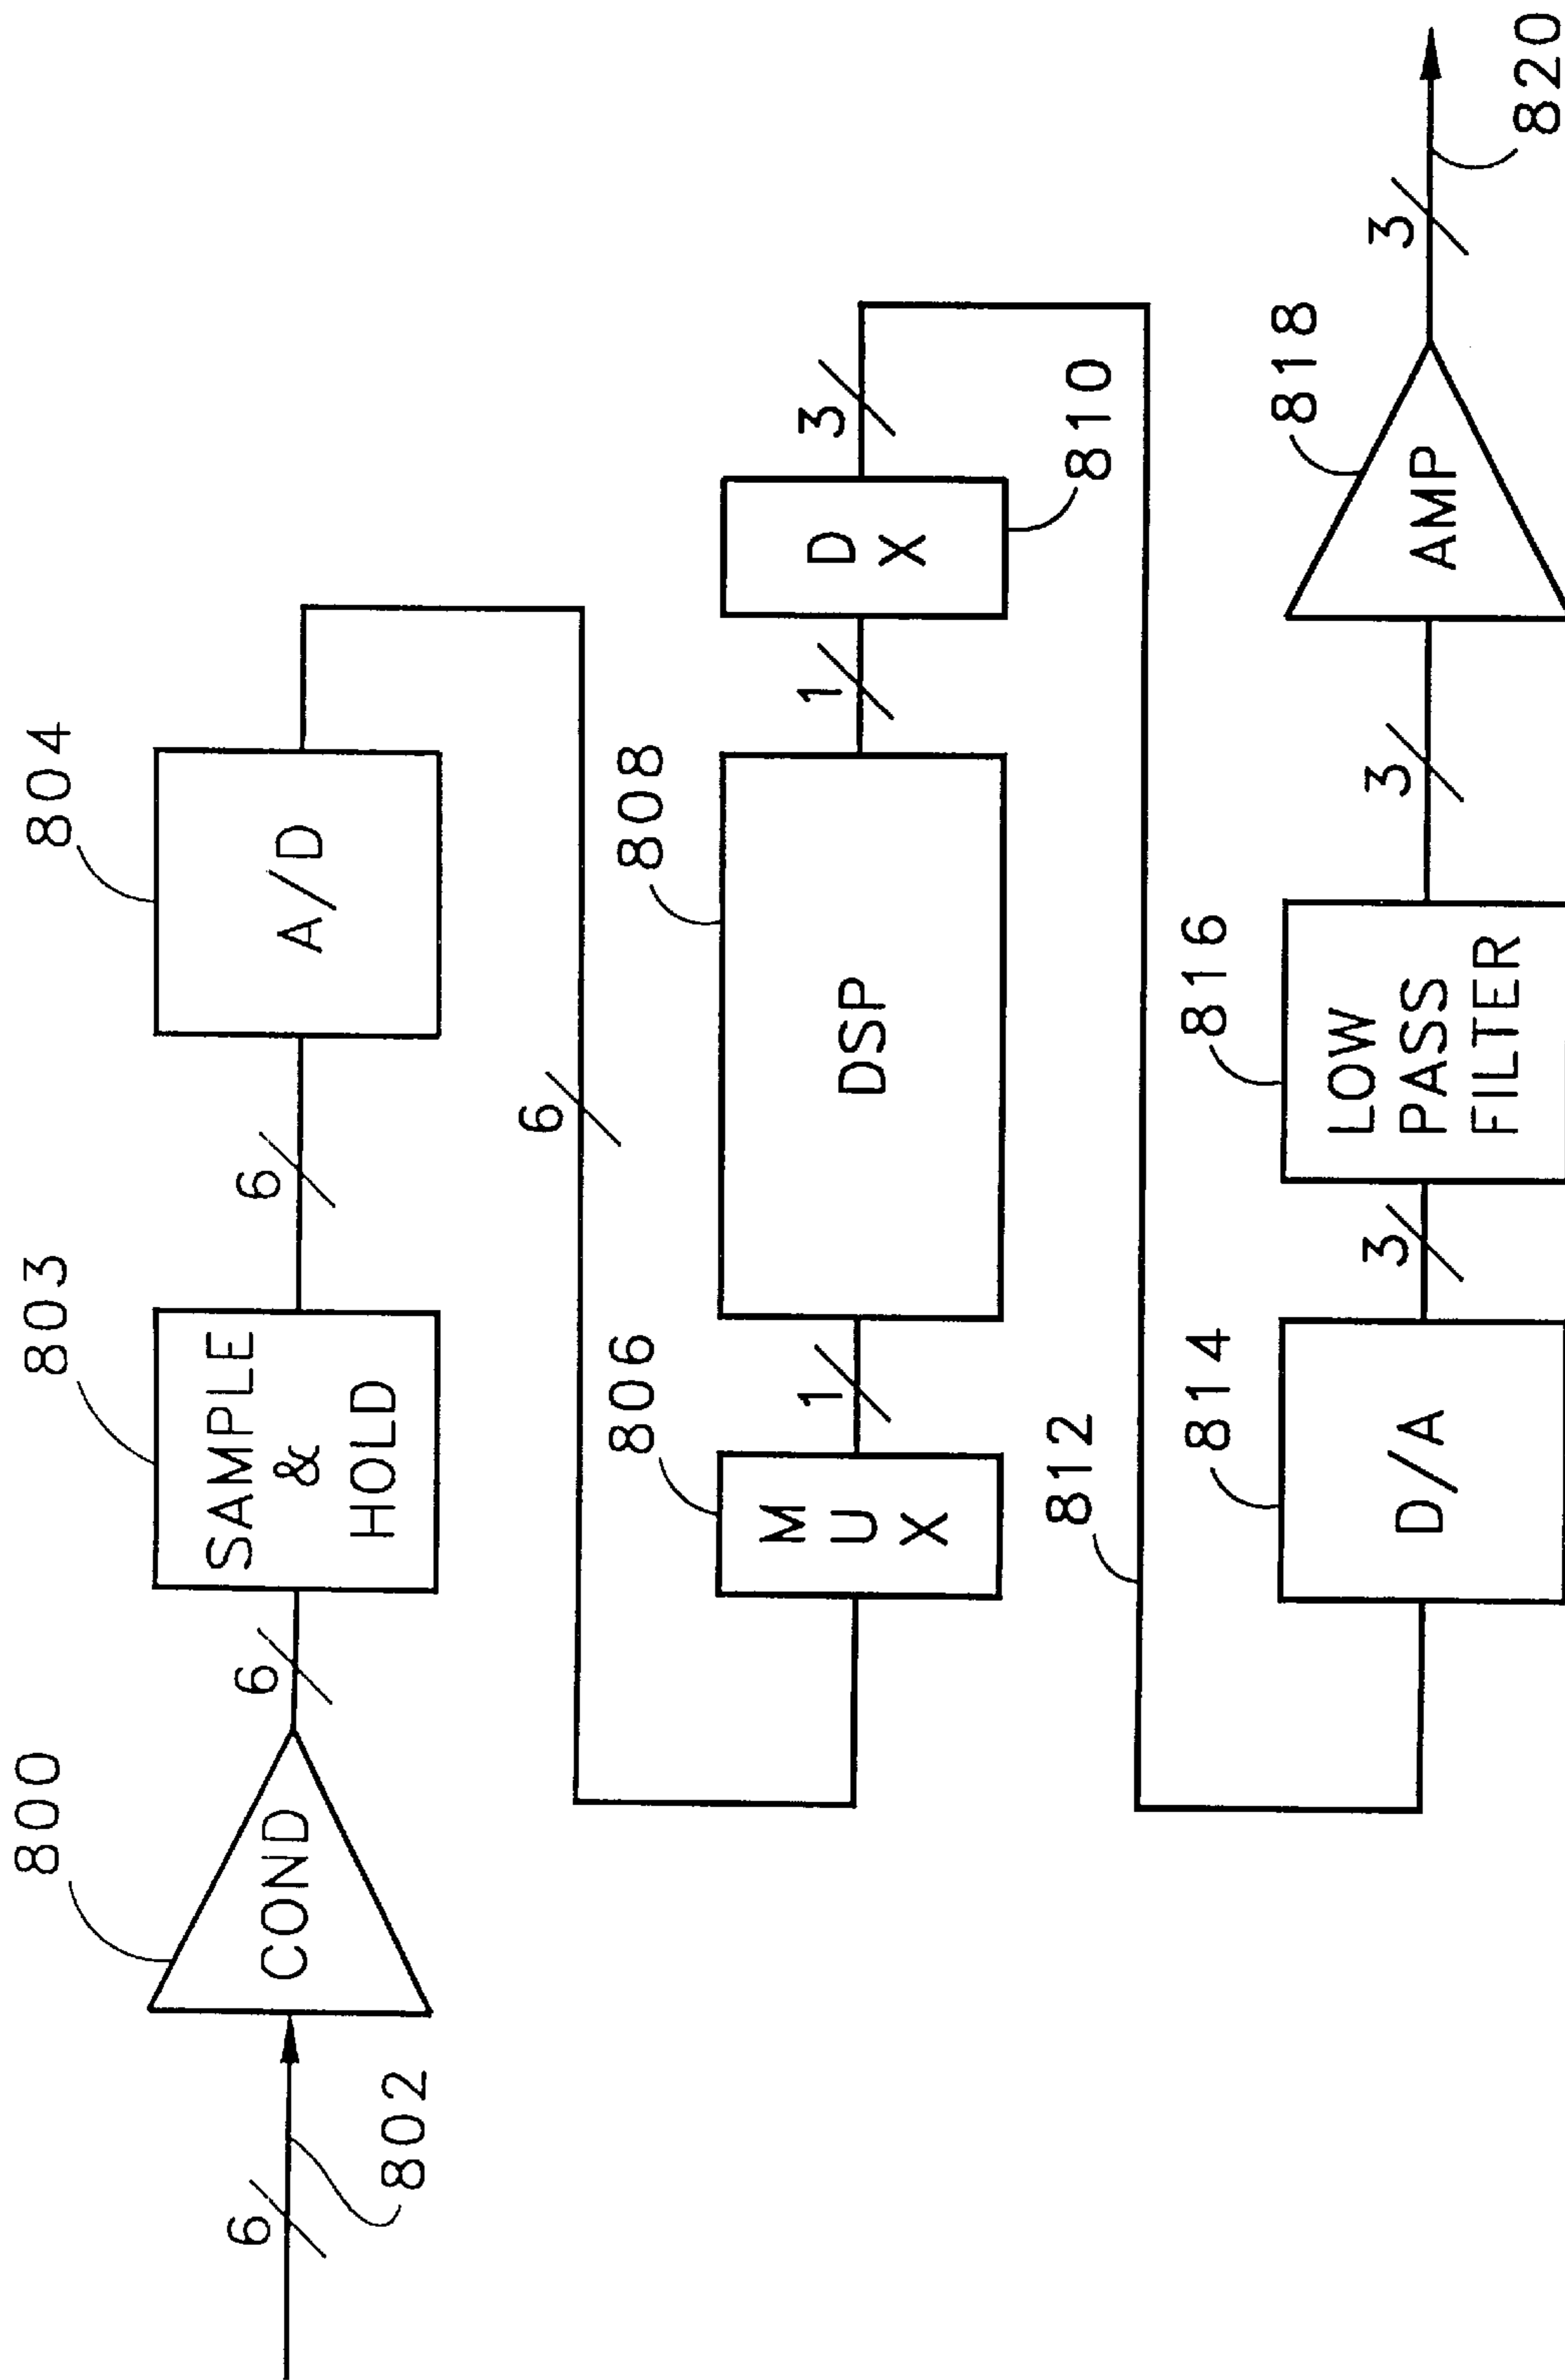 800
803
804
6
802
COND
6
SAMPLE
&
HOLD
6
A/D
6
806
808
M
U
X
1
DSP
1
D
X
3
810
812
814
816
818
D/A
3
LOW
PASS
FILTER
3
AMP
3
820